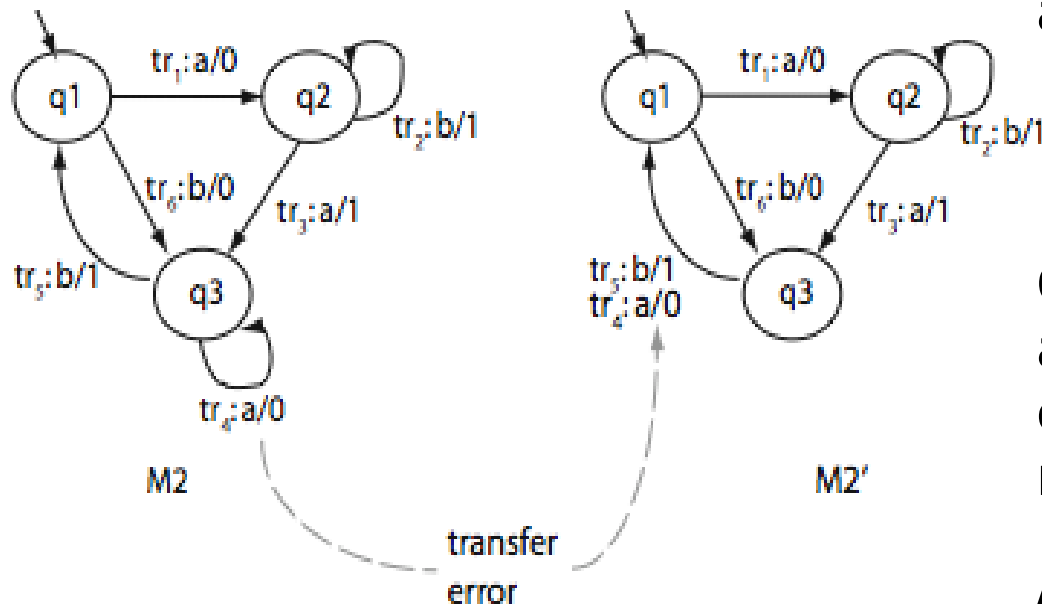 q1
tr1:a/0
q2
tr2:b/1
tr6:b/0
tr3:a/1
tr5:b/1
q3
tr4:a/0
M2
q1
tr1:a/0
q2
tr2:b/1
tr6:b/0
tr3:a/1
tr5:b/1
tr4:a/0
q3
M2'
transfer
error